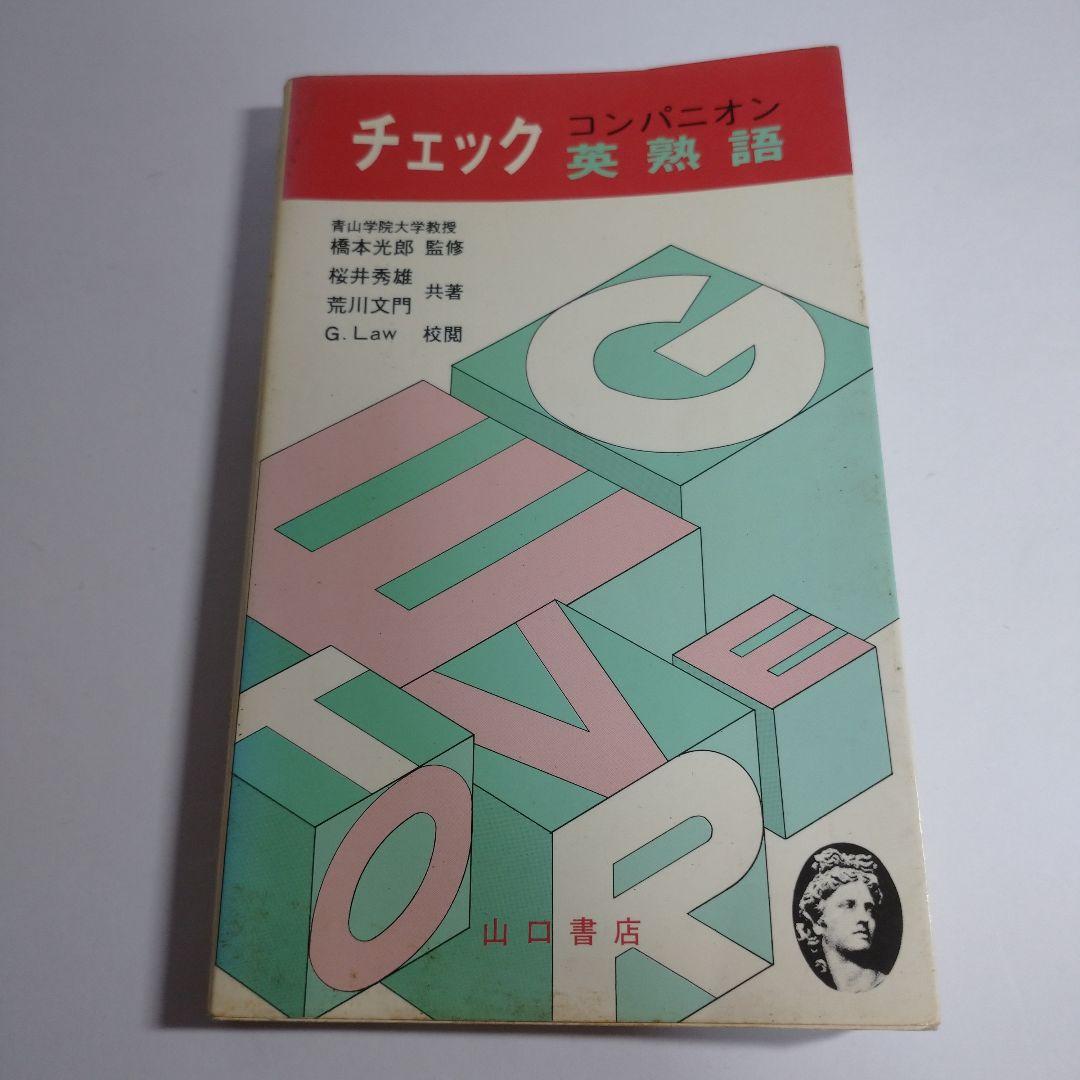 チェック コンパニオン
英熟語
青山学院大学教授
橋本光郎 監修
桜井秀雄
荒川文門 共著
G. Law 校閲
G
E
E
T
V
O
R
山口書店